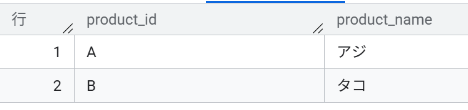 行 product_id product_name
1 A アジ
2 B タコ